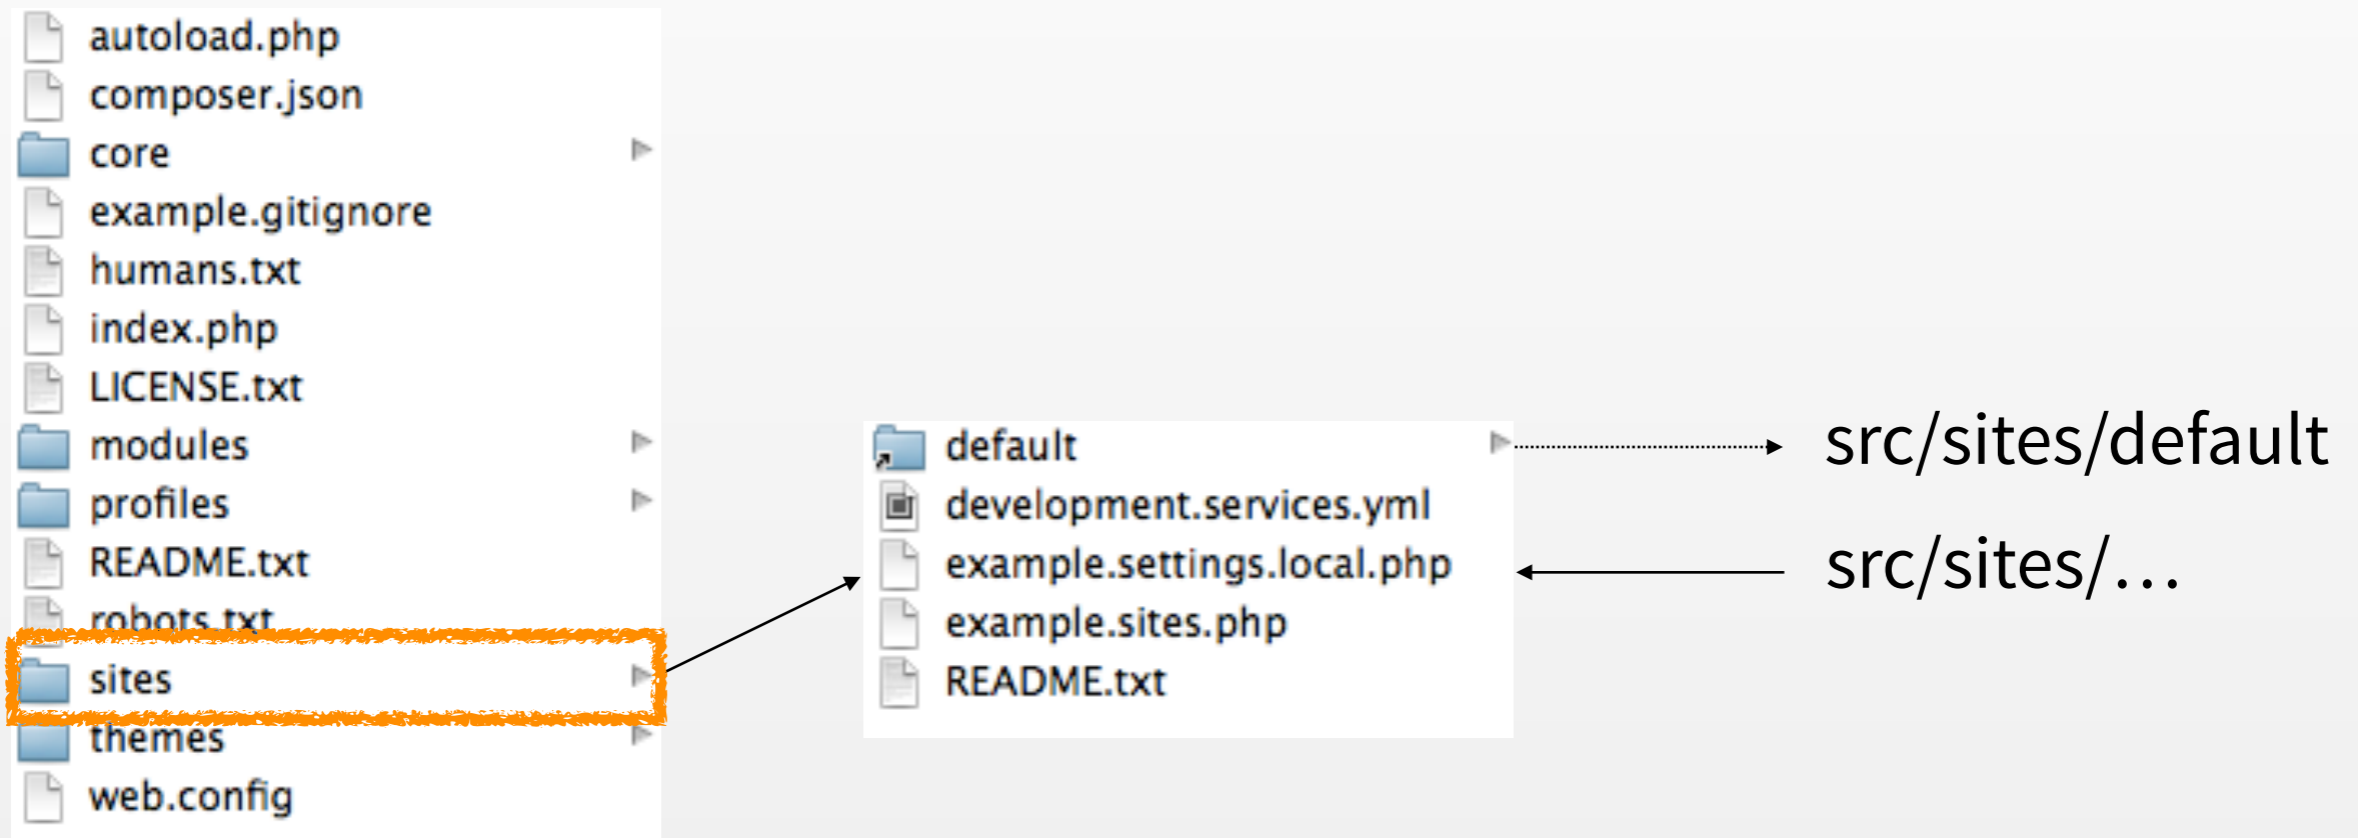 autoload.php
composer.json
core
example.gitignore
humans.txt
index.php
LICENSE.txt
modules
profiles
README.txt
robots.txt
sites
themes
web.config
default
development.services.yml
example.settings.local.php
example.sites.php
README.txt
src/sites/default
src/sites/…